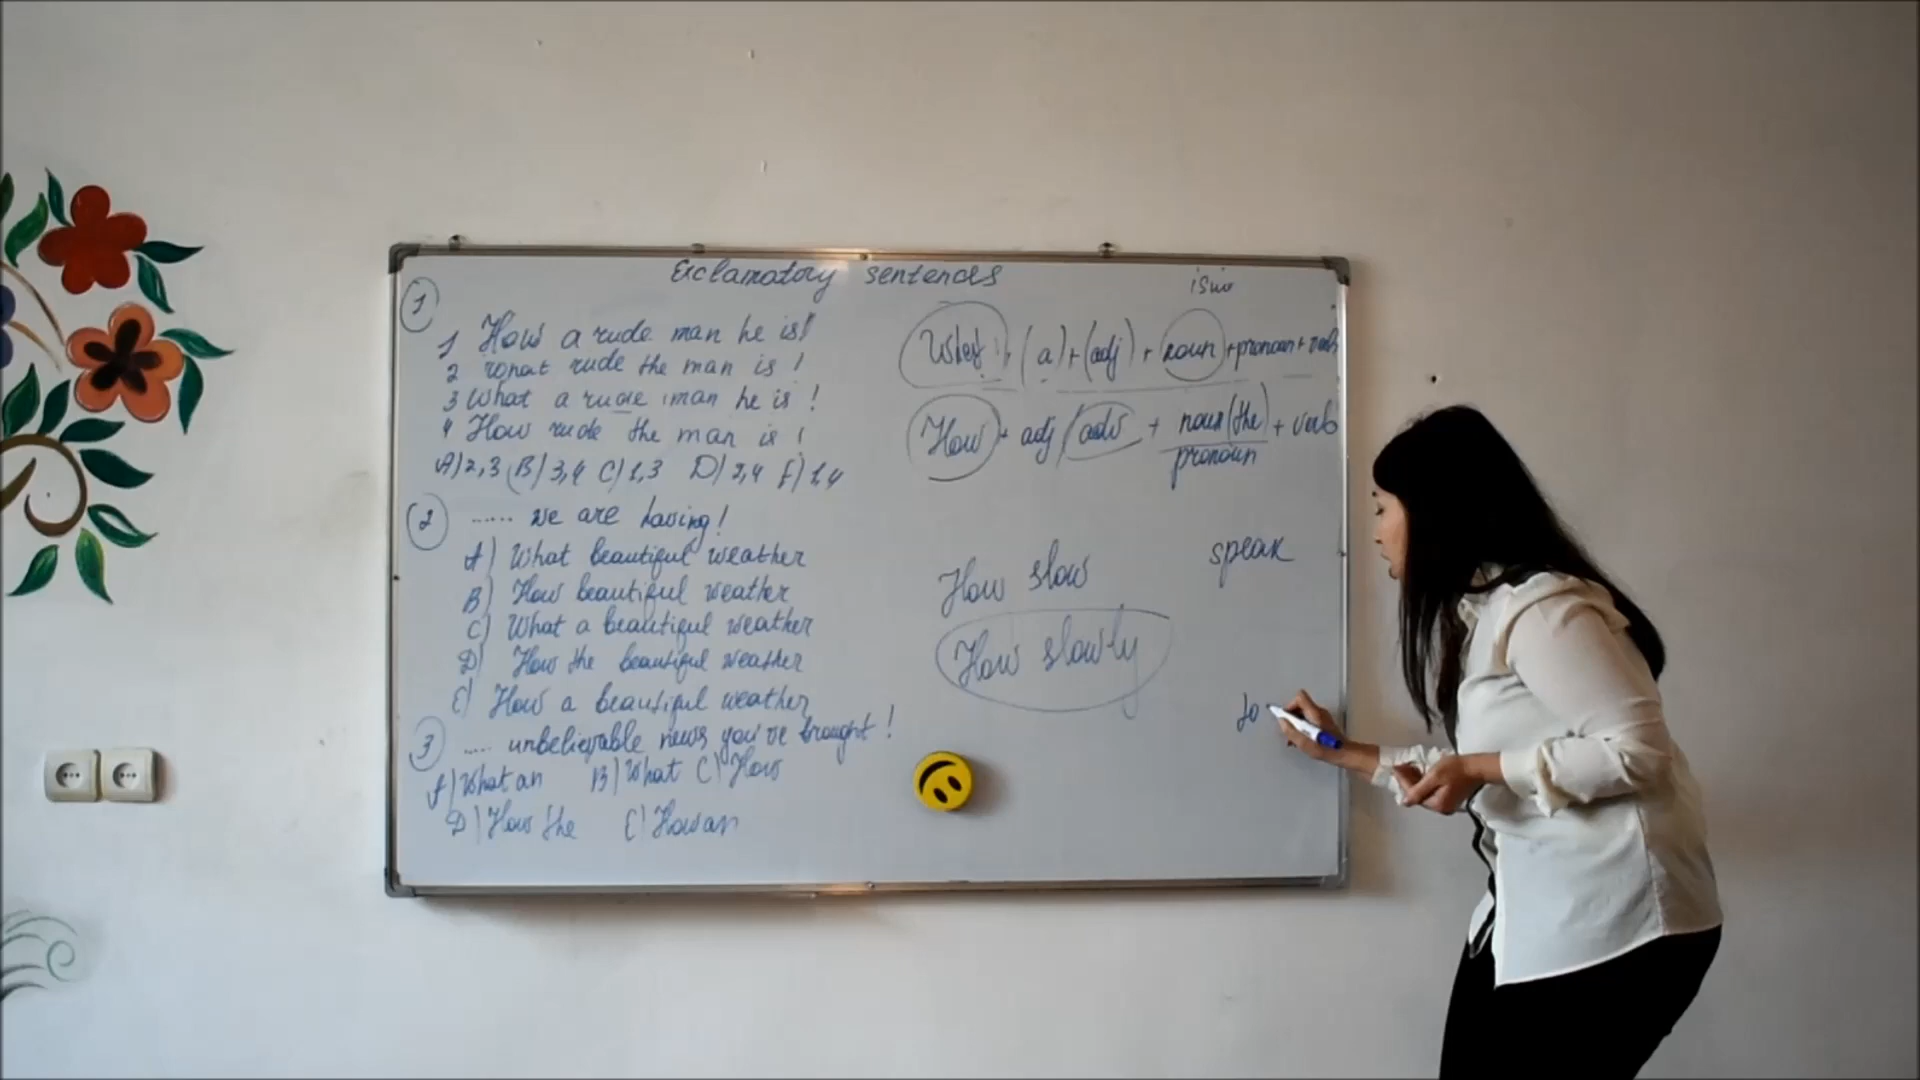 Exclamatory sentences
1
1 How a rude man he is!
2 what rude the man is!
3 What a rude man he is!
4 How rude the man is!
A) 2,3 B) 3,4 C) 1,3 D) 2,4 E) 1,4
2 ...... we are having!
A) What beautiful weather
B) How beautiful weather
C) What a beautiful weather
D) How the beautiful weather
E) How a beautiful weather
3 ..... unbelievable news you've brought!
A) What an B) What C) How
D) How the E) How an
isim
What + (a) + (adj) + noun + pronoun + verb
How + adj / adv + noun (the) + verb
pronoun
How slow speak
How slowly